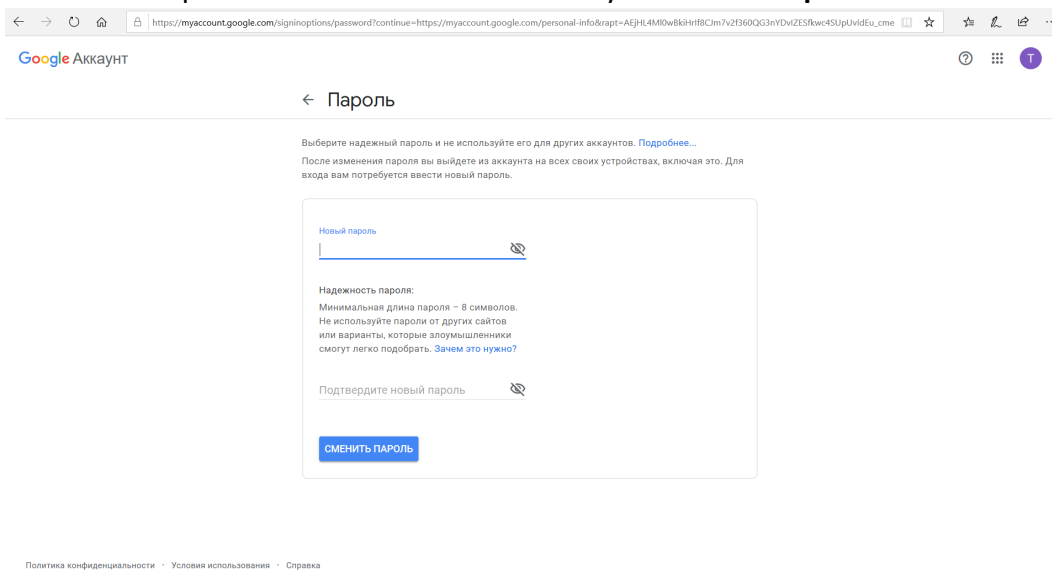 https://myaccount.google.com/signinoptions/password?continue=https://myaccount.google.com/personal-info&rapt=AEjHL4MI0wBkiHrIf8CJm7v2f360QG3nYDvIZESfkwc4SUpUvIdEu_cme
Google Аккаунт
T
Пароль
Выберите надежный пароль и не используйте его для других аккаунтов. Подробнее...
После изменения пароля вы выйдете из аккаунта на всех своих устройствах, включая это. Для
входа вам потребуется ввести новый пароль.
Новый пароль
Надежность пароля:
Минимальная длина пароля – 8 символов.
Не используйте пароли от других сайтов
или варианты, которые злоумышленники
смогут легко подобрать. Зачем это нужно?
Подтвердите новый пароль
СМЕНИТЬ ПАРОЛЬ
Политика конфиденциальности · Условия использования · Справка